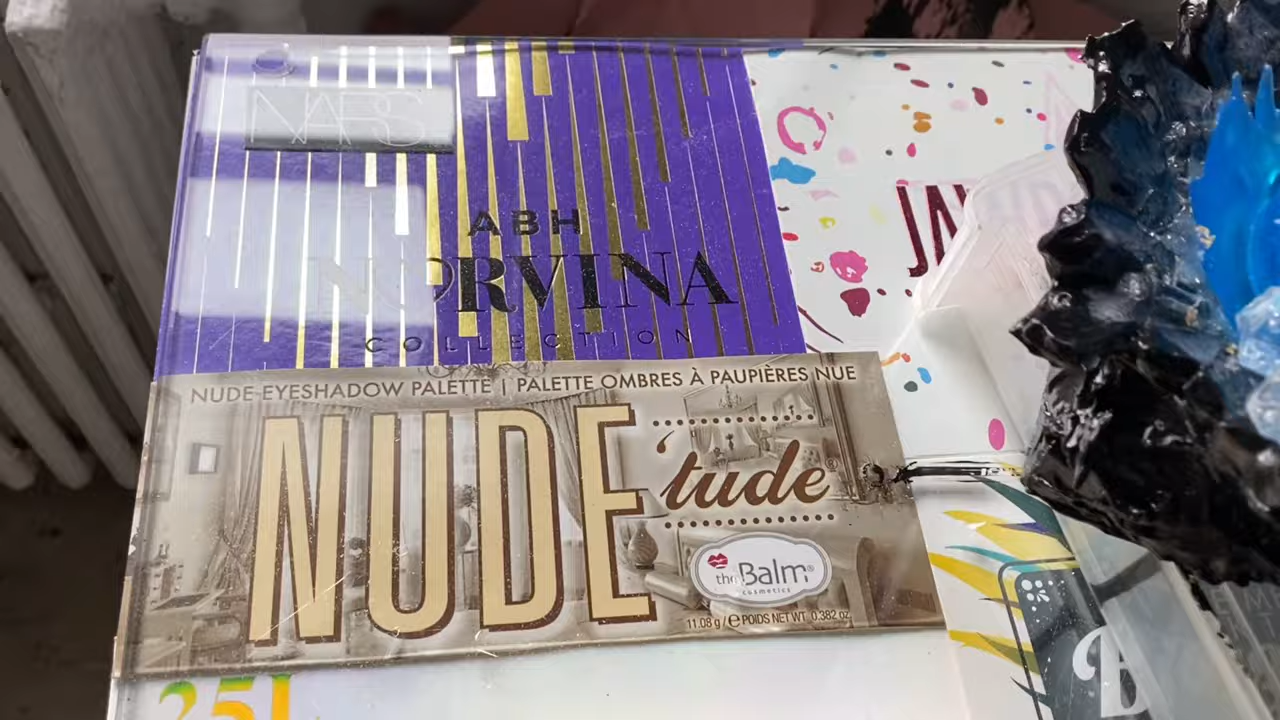 NARS
ABH
NORVINA
COLLECTION
NUDE EYESHADOW PALETTE | PALETTE OMBRES À PAUPIÈRES NUE
NUDE
'tude
theBalm®
cosmetics
11.08 g / ℮ POIDS NET WT. 0.382 oz